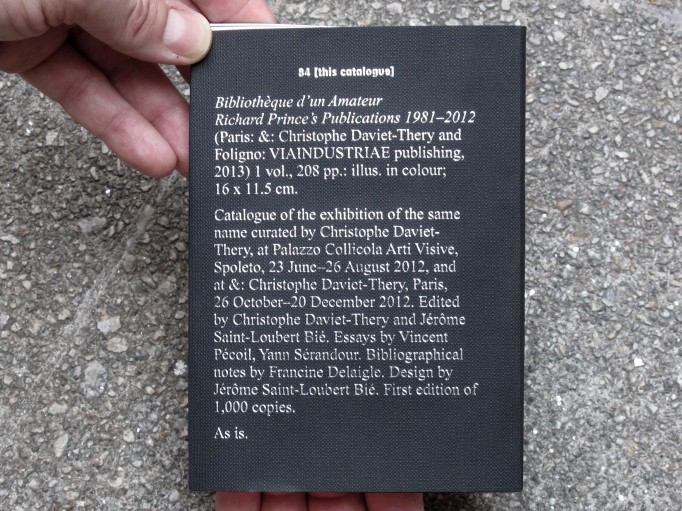 84 [this catalogue]
Bibliothèque d'un Amateur
Richard Prince's Publications 1981–2012
(Paris: &: Christophe Daviet-Thery and
Foligno: VIAINDUSTRIAE publishing,
2013) 1 vol., 208 pp.: illus. in colour;
16 x 11.5 cm.
Catalogue of the exhibition of the same
name curated by Christophe Daviet-
Thery, at Palazzo Collicola Arti Visive,
Spoleto, 23 June–26 August 2012, and
at &: Christophe Daviet-Thery, Paris,
26 October–20 December 2012. Edited
by Christophe Daviet-Thery and Jérôme
Saint-Loubert Bié. Essays by Vincent
Pécoil, Yann Sérandour. Bibliographical
notes by Francine Delaigle. Design by
Jérôme Saint-Loubert Bié. First edition of
1,000 copies.
As is.